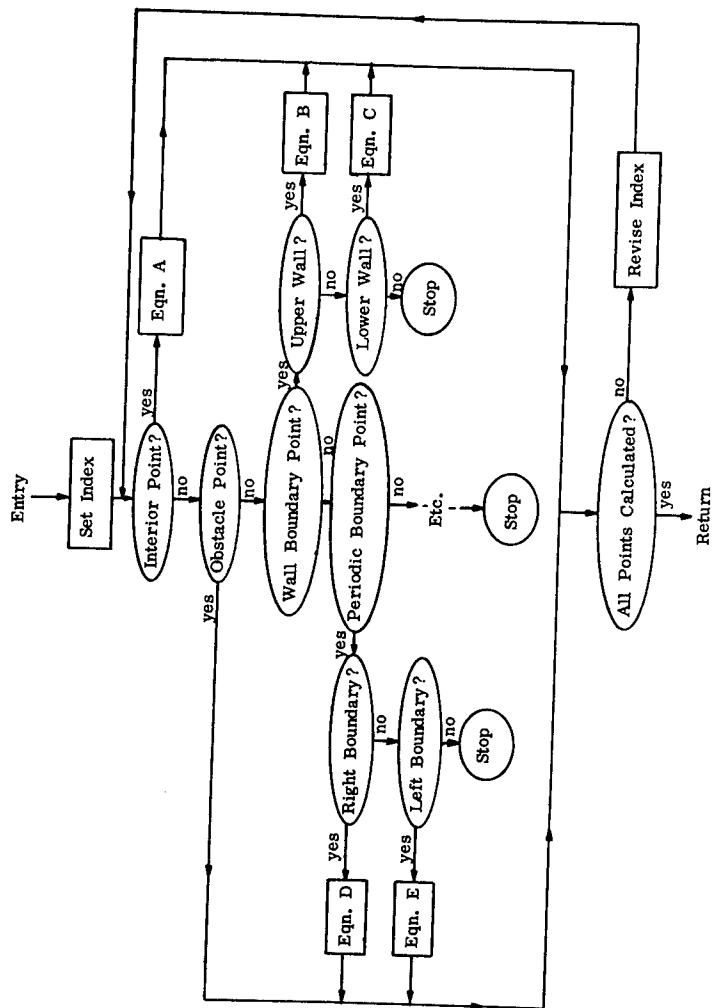 Entry
Set Index
Interior Point?
yes
Eqn. A
no
Obstacle Point?
yes
no
Wall Boundary Point?
yes
Upper Wall?
yes
Eqn. B
no
Lower Wall?
yes
Eqn. C
no
Stop
no
Periodic Boundary Point?
yes
Right Boundary?
yes
Eqn. D
no
Left Boundary?
yes
Eqn. E
no
Stop
no
Etc.
Stop
All Points Calculated?
no
Revise Index
yes
Return